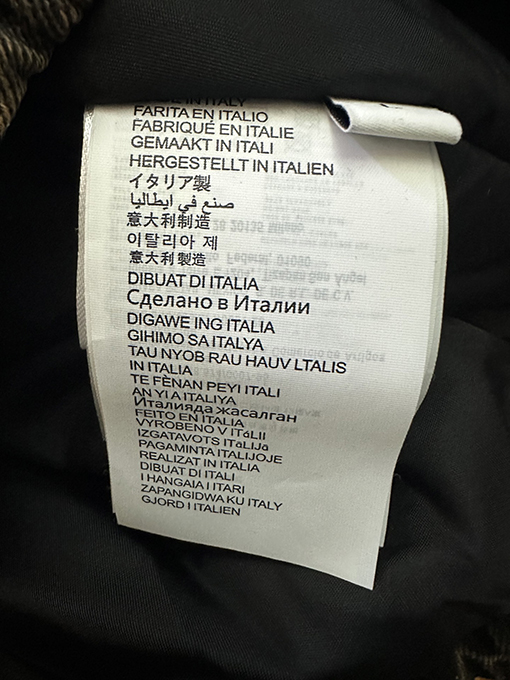 IN ITALY
FARITA EN ITALIO
FABRIQUÉ EN ITALIE
GEMAAKT IN ITALI
HERGESTELLT IN ITALIEN
イタリア製
صنع في ايطاليا
意大利制造
이탈리아 제
意大利製造
DIBUAT DI ITALIA
Сделано в Италии
DIGAWE ING ITALIA
GIHIMO SA ITALYA
TAU NYOB RAU HAUV LTALIS
IN ITALIA
TE FÈNAN PEYI ITALI
AN YI A ITALIYA
Италияда жасалган
FEITO EN ITALIA
VYROBENO V ITáLII
IZGATAVOTS ITāLIJā
PAGAMINTA ITALIJOJE
REALIZAT IN ITALIA
DIBUAT DI ITALI
I HANGAIA I ITARI
ZAPANGIDWA KU ITALY
GJORD I ITALIEN